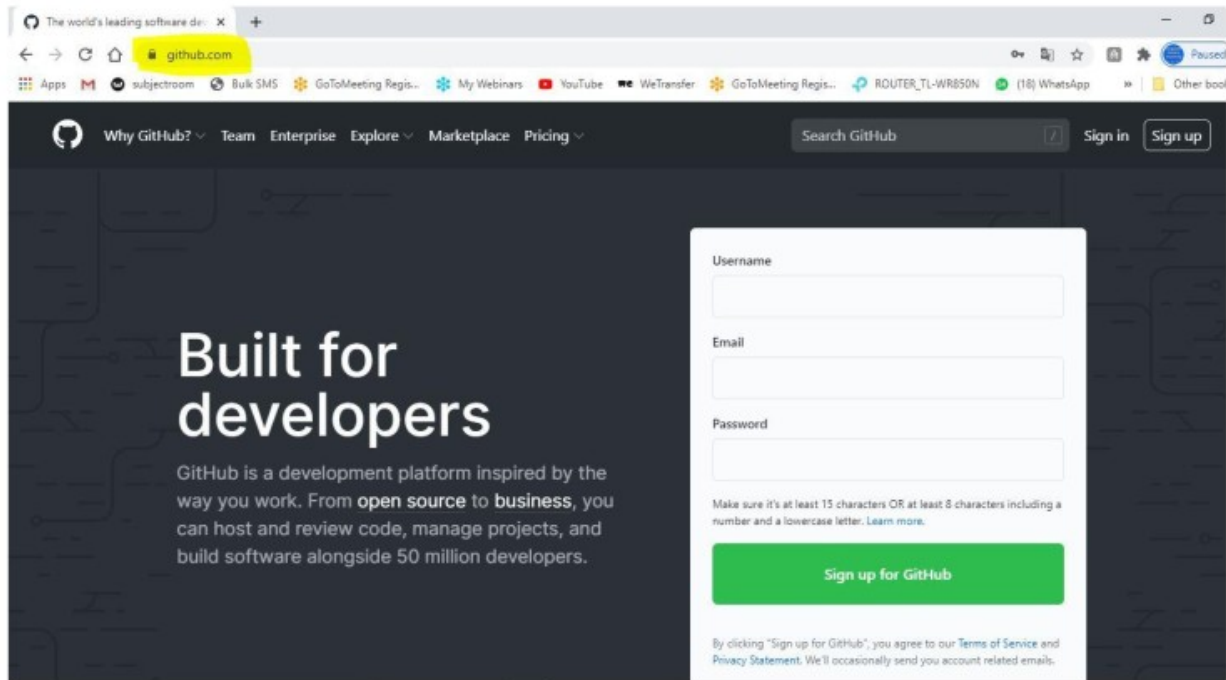 The world's leading software de
github.com
Paused
Apps subjectroom Bulk SMS GoToMeeting Regis... My Webinars YouTube we WeTransfer GoToMeeting Regis... ROUTER_TL-WR850N (18) WhatsApp » Other book
Why GitHub? Team Enterprise Explore Marketplace Pricing Search GitHub / Sign in Sign up
Username
Email
Built for
developers
Password
GitHub is a development platform inspired by the
way you work. From open source to business, you
can host and review code, manage projects, and
build software alongside 50 million developers.
Make sure it's at least 15 characters OR at least 8 characters including a
number and a lowercase letter. Learn more.
Sign up for GitHub
By clicking "Sign up for GitHub", you agree to our Terms of Service and
Privacy Statement. We'll occasionally send you account related emails.